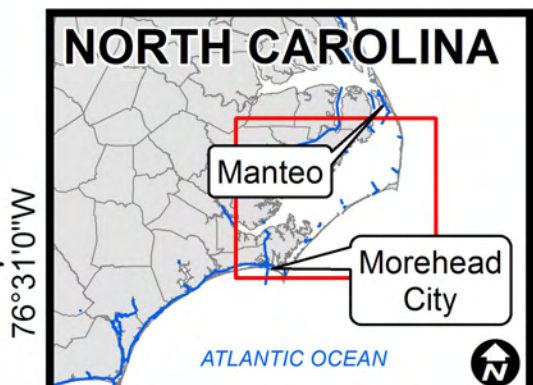 NORTH CAROLINA
76°31'0"W
Manteo
Morehead
City
ATLANTIC OCEAN
N